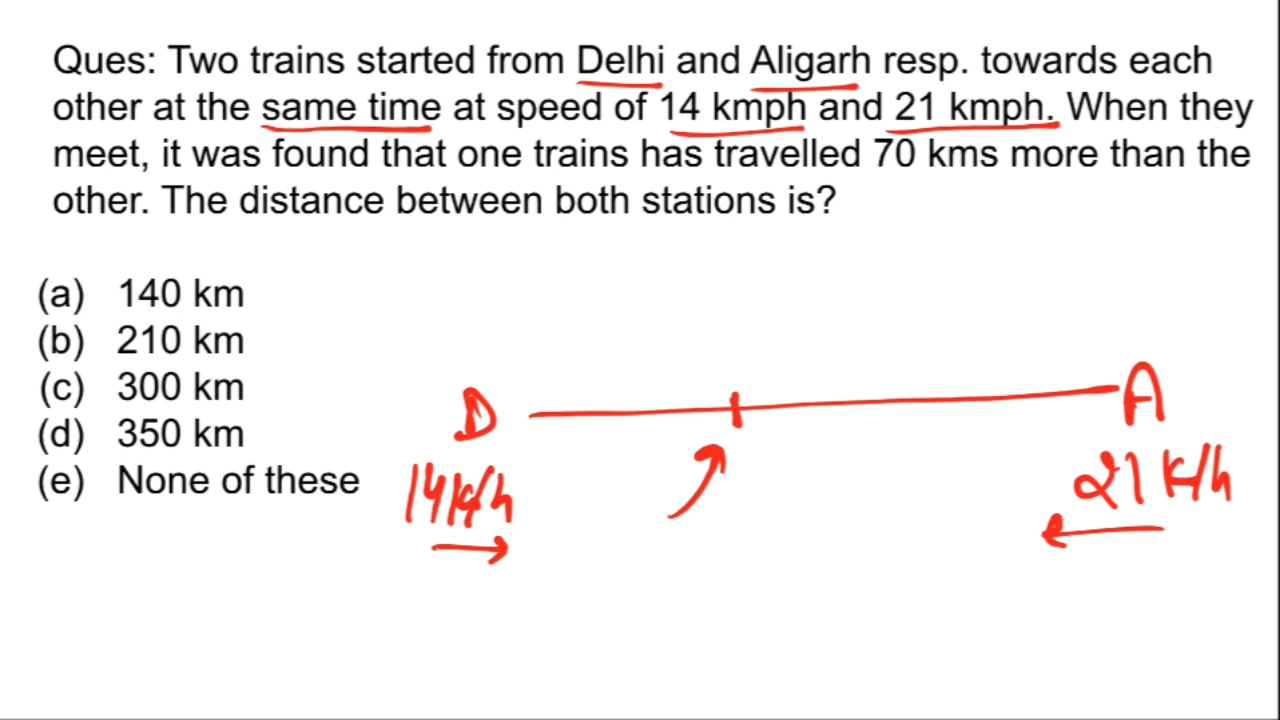 Ques: Two trains started from Delhi and Aligarh resp. towards each
other at the same time at speed of 14 kmph and 21 kmph. When they
meet, it was found that one trains has travelled 70 kms more than the
other. The distance between both stations is?
(a) 140 km
(b) 210 km
(c) 300 km
(d) 350 km
(e) None of these
D
A
14 k/h
21 k/h